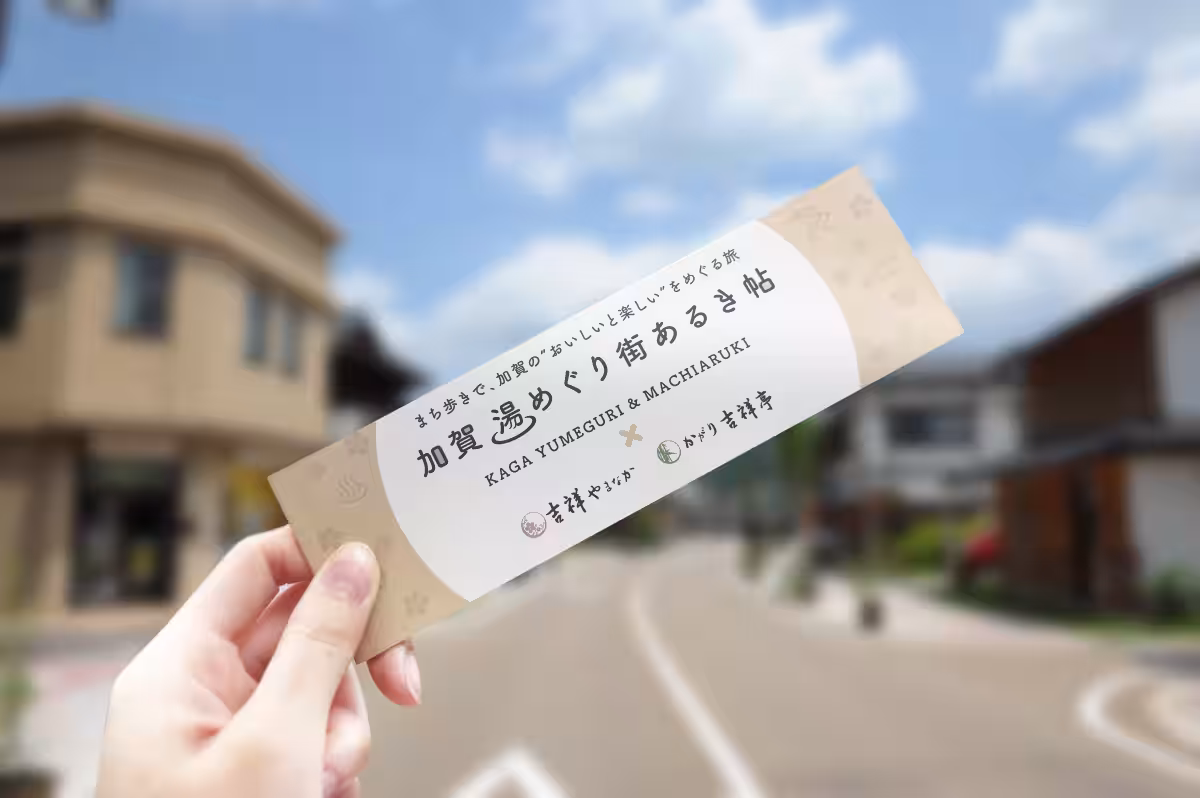 まち歩きで、加賀の“おいしいと楽しい”をめぐる旅
加賀 湯めぐり街あるき帖
KAGA YUMEGURI & MACHIARUKI
吉祥やまなか × かがり吉祥亭